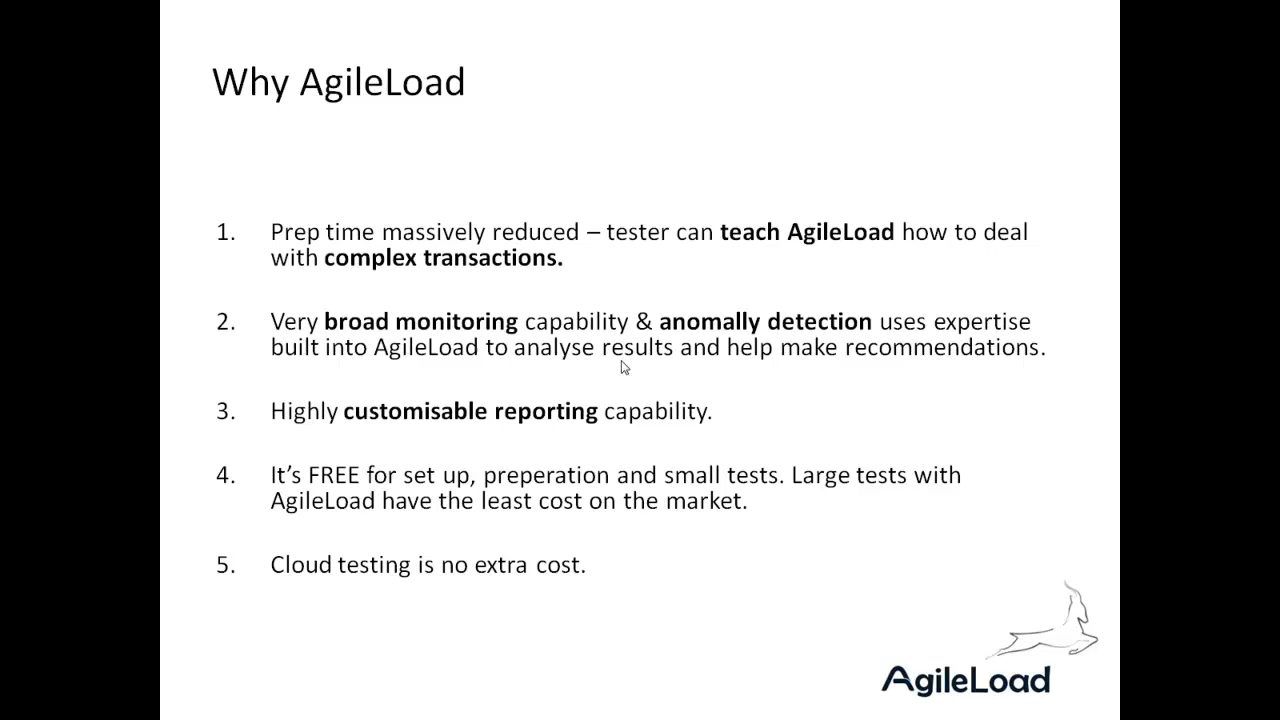 Why AgileLoad
1. Prep time massively reduced – tester can teach AgileLoad how to deal
with complex transactions.
2. Very broad monitoring capability & anomally detection uses expertise
built into AgileLoad to analyse results and help make recommendations.
3. Highly customisable reporting capability.
4. It’s FREE for set up, preperation and small tests. Large tests with
AgileLoad have the least cost on the market.
5. Cloud testing is no extra cost.
AgileLoad